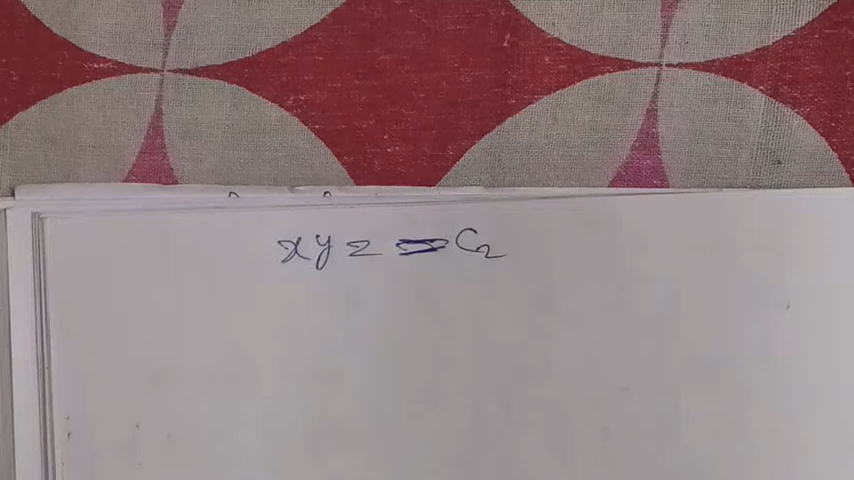 xyz = C₂